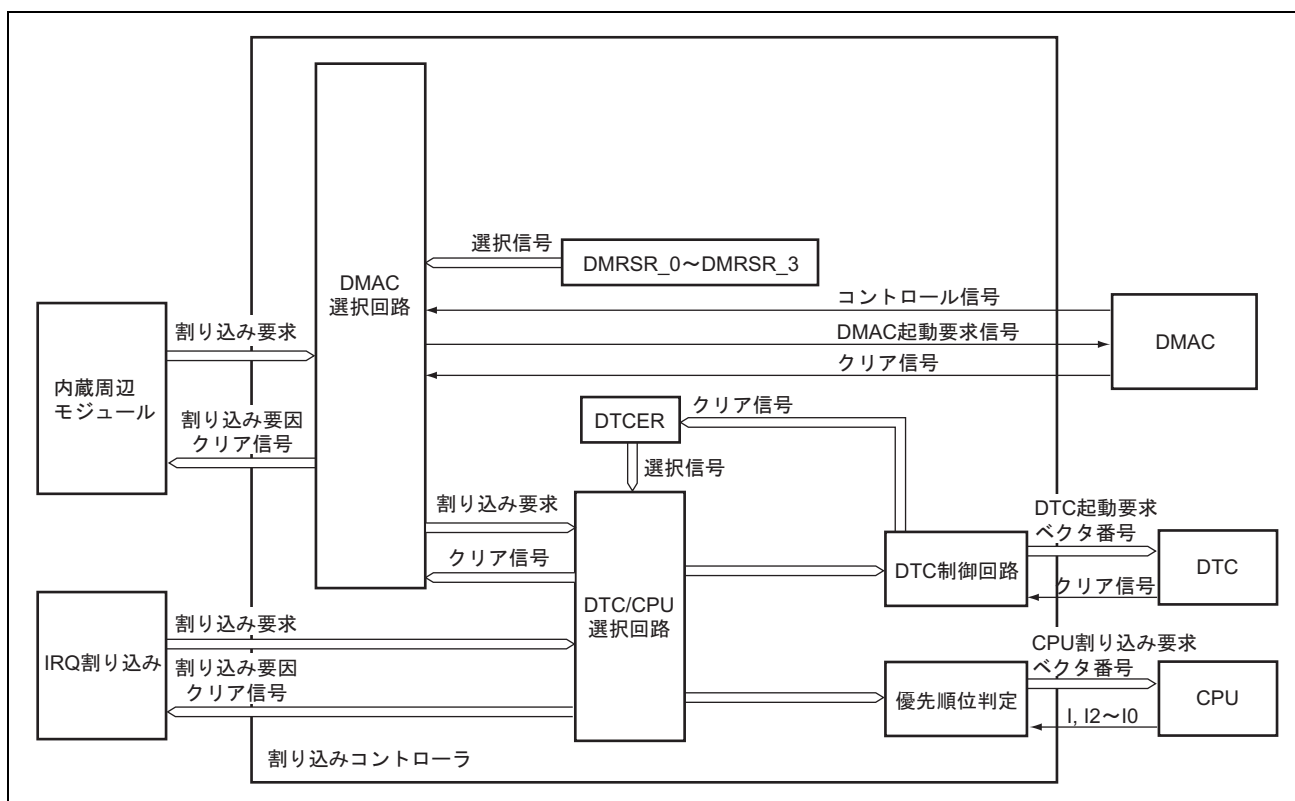 選択信号
DMRSR_0～DMRSR_3
DMAC
選択回路
コントロール信号
DMAC起動要求信号
クリア信号
DMAC
割り込み要求
内蔵周辺
モジュール
割り込み要因
クリア信号
DTCER
クリア信号
選択信号
割り込み要求
クリア信号
DTC/CPU
選択回路
DTC制御回路
DTC起動要求
ベクタ番号
クリア信号
DTC
IRQ割り込み
割り込み要求
割り込み要因
クリア信号
優先順位判定
CPU割り込み要求
ベクタ番号
I, I2～I0
CPU
割り込みコントローラ